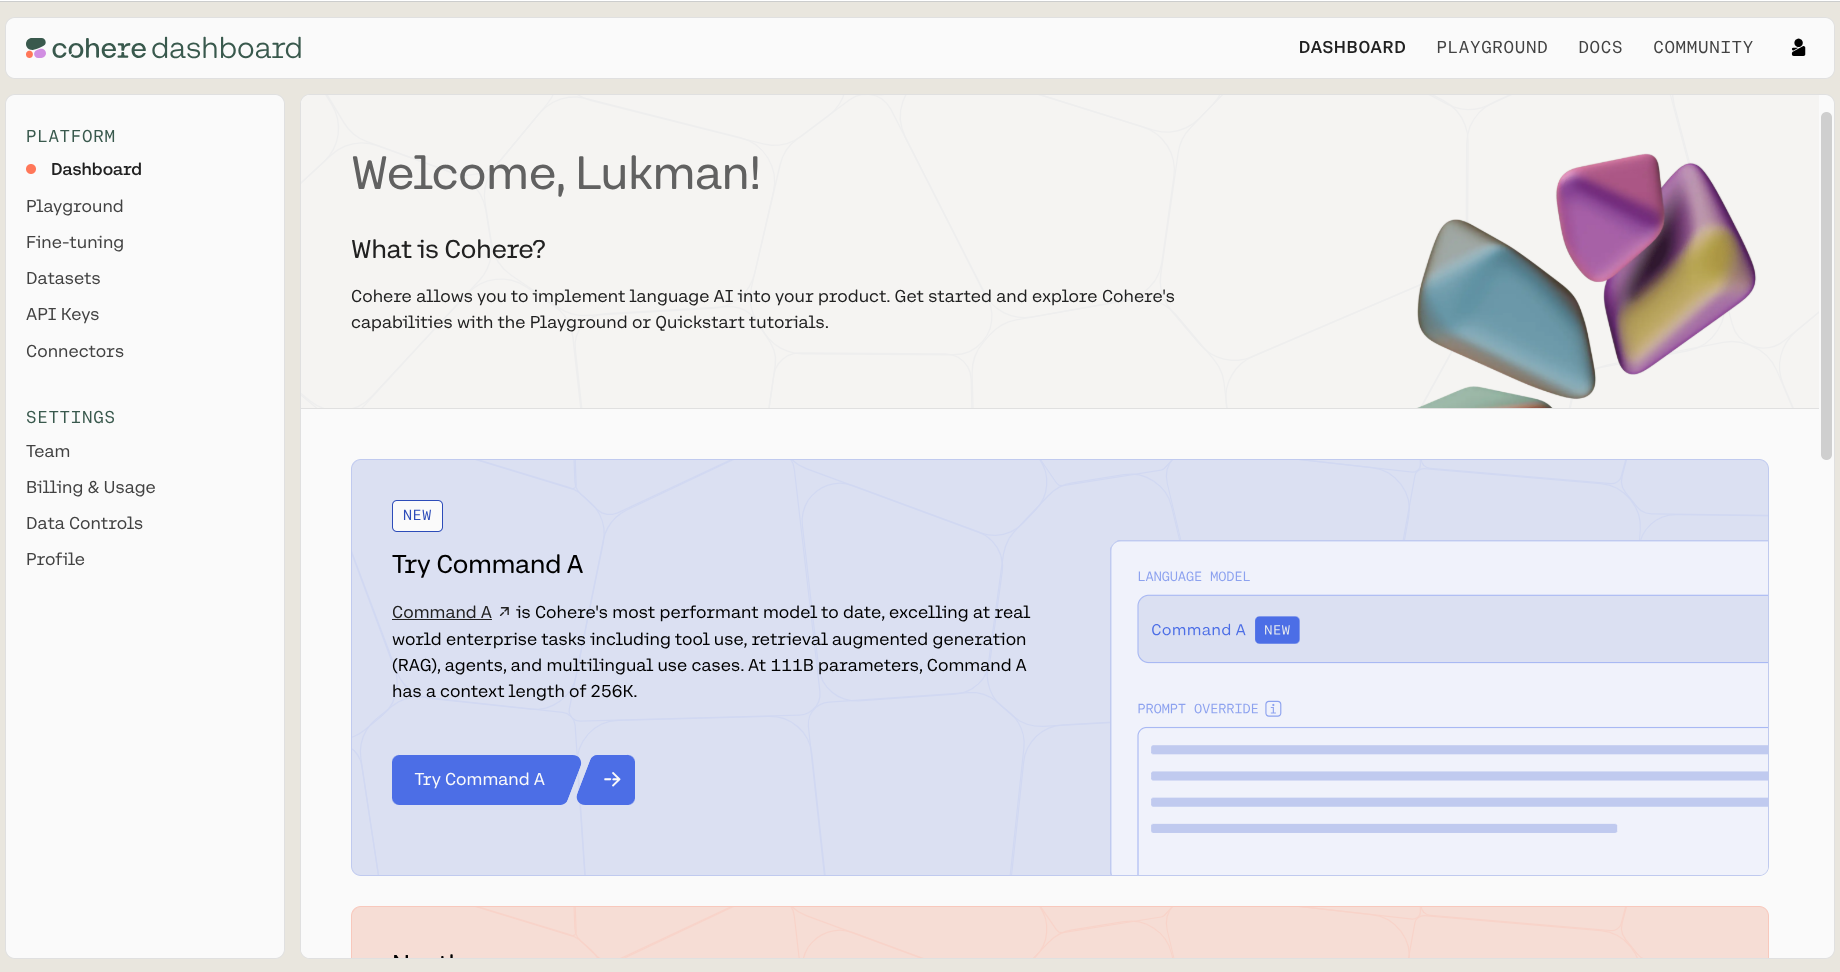 cohere dashboard
DASHBOARD PLAYGROUND DOCS COMMUNITY
PLATFORM
Dashboard
Playground
Fine-tuning
Datasets
API Keys
Connectors
SETTINGS
Team
Billing & Usage
Data Controls
Profile
Welcome, Lukman!
What is Cohere?
Cohere allows you to implement language AI into your product. Get started and explore Cohere's
capabilities with the Playground or Quickstart tutorials.
NEW
Try Command A
Command A ↗ is Cohere's most performant model to date, excelling at real
world enterprise tasks including tool use, retrieval augmented generation
(RAG), agents, and multilingual use cases. At 111B parameters, Command A
has a context length of 256K.
Try Command A →
LANGUAGE MODEL
Command A NEW
PROMPT OVERRIDE i